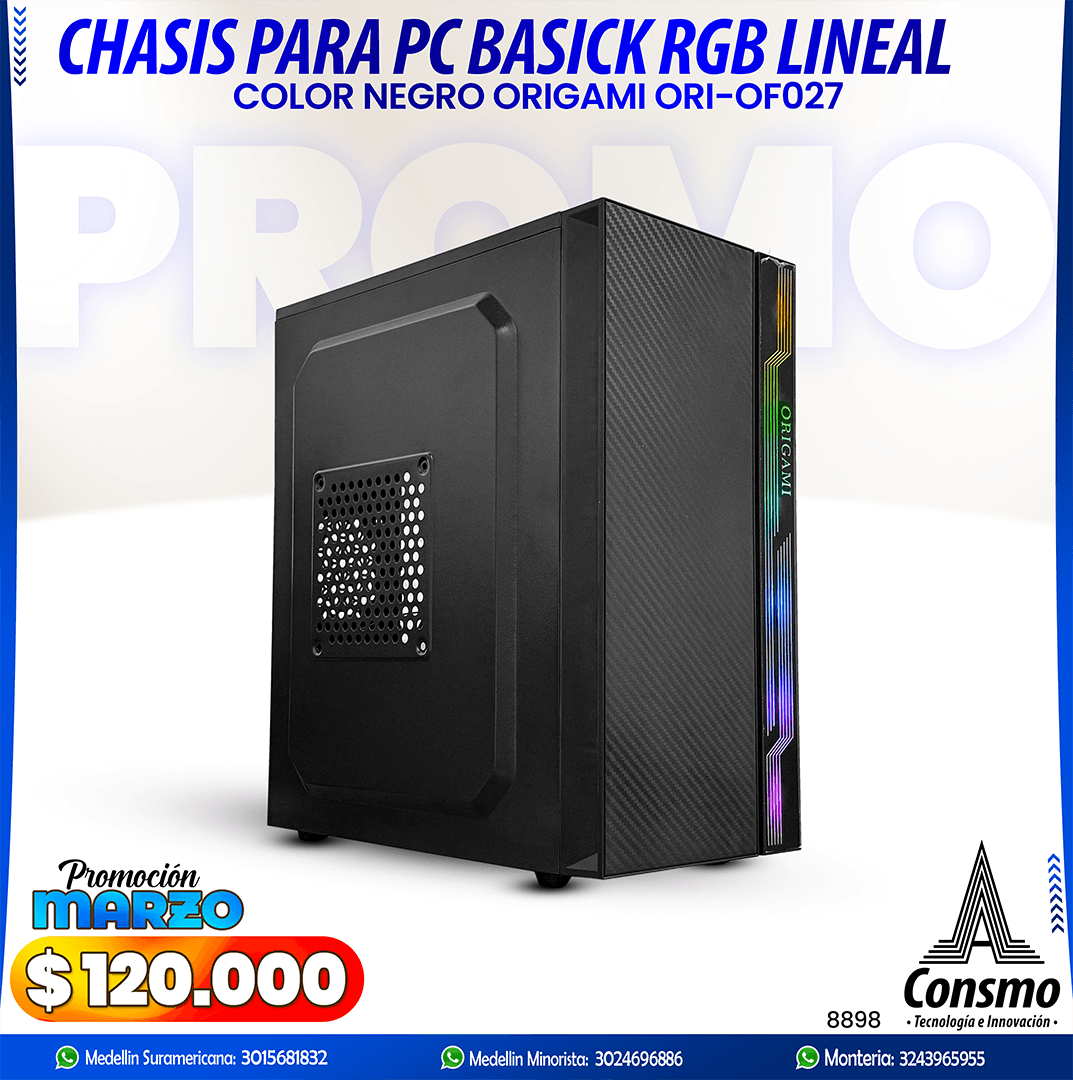 CHASIS PARA PC BASICK RGB LINEAL
COLOR NEGRO ORIGAMI ORI-OF027
PROMO
ORIGAMI
Promoción
MARZO
$ 120.000
Consmo
• Tecnología e Innovación •
8898
Medellin Suramericana: 3015681832
Medellin Minorista: 3024696886
Monteria: 3243965955